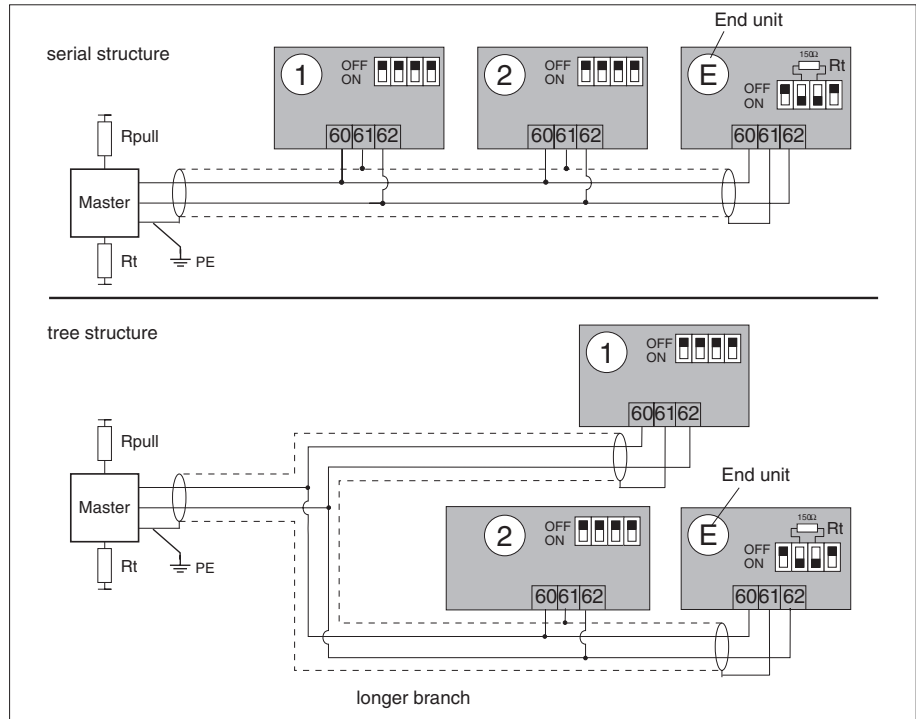 End unit
serial structure
1
OFF
ON
2
OFF
ON
E
150Ω
Rt
OFF
ON
60 61 62
60 61 62
60 61 62
Rpull
Master
Rt
PE
tree structure
1
OFF
ON
60 61 62
Rpull
End unit
Master
2
OFF
ON
E
150Ω
Rt
OFF
ON
Rt
PE
60 61 62
60 61 62
longer branch